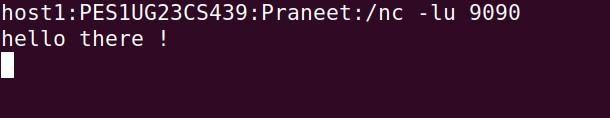 host1:PES1UG23CS439:Praneet:/nc -lu 9090
hello there !